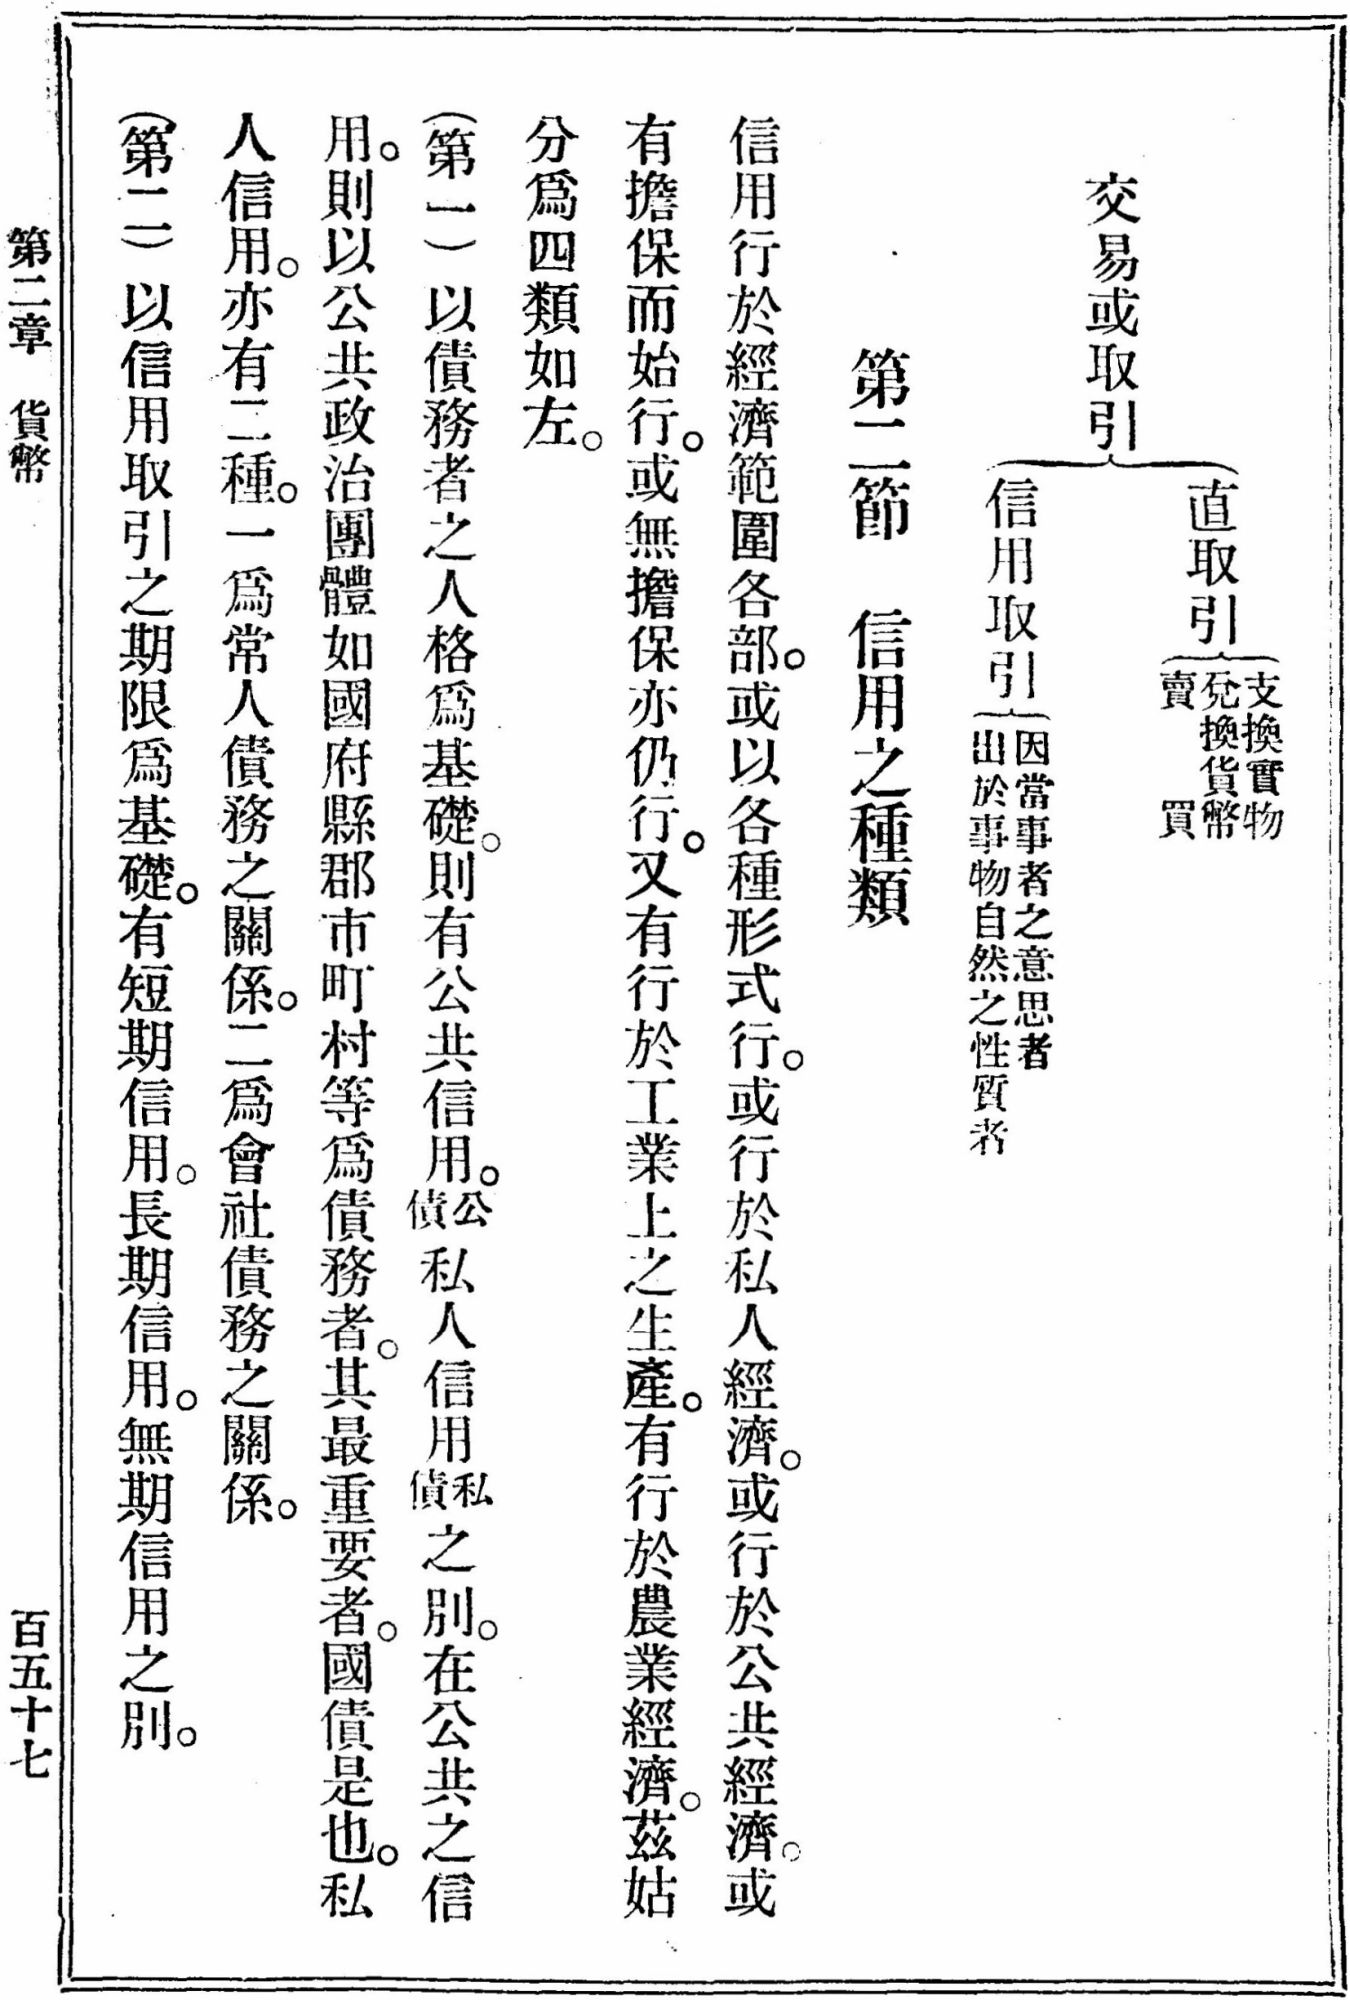 交易或取引
直取引
支換實物
兌換貨幣
賣買
信用取引
因當事者之意思者
出於事物自然之性質者
第二節　信用之種類
信用行於經濟範圍各部。或以各種形式行。或行於私人經濟。或行於公共經濟。或
有擔保而始行。或無擔保亦仍行。又有行於工業上之生產。有行於農業經濟。茲姑
分爲四類如左。
（第一）以債務者之人格爲基礎。則有公共信用。公債私人信用私債之別。在公共之信
用。則以公共政治團體如國府縣郡市町村等爲債務者。其最重要者。國債是也。私
人信用。亦有二種。一爲常人債務之關係。二爲會社債務之關係。
（第二）以信用取引之期限爲基礎。有短期信用。長期信用。無期信用之別。
第二章　貨幣
百五十七